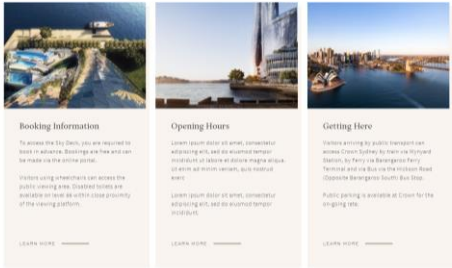 Booking Information
To access the Sky Deck, you are required to
book in advance. Bookings are free and can
be made via the online portal.
Visitors using wheelchairs can access the
public viewing area. Disabled toilets are
available on level 88 within close proximity
of the viewing platform.
LEARN MORE
Opening Hours
Lorem ipsum dolor sit amet, consectetur
adipiscing elit, sed do eiusmod tempor
incididunt ut labore et dolore magna aliqua.
Ut enim ad minim veniam, quis nostrud
exerc
Lorem ipsum dolor sit amet, consectetur
adipiscing elit, sed do eiusmod tempor
incididunt.
LEARN MORE
Getting Here
Visitors arriving by public transport can
access Crown Sydney by train via Wynyard
Station, by Ferry via Barangaroo Ferry
Terminal and via Bus via the Hickson Road
(Opposite Barangaroo South) Bus Stop.
Public parking is available at Crown for the
on-going rate.
LEARN MORE